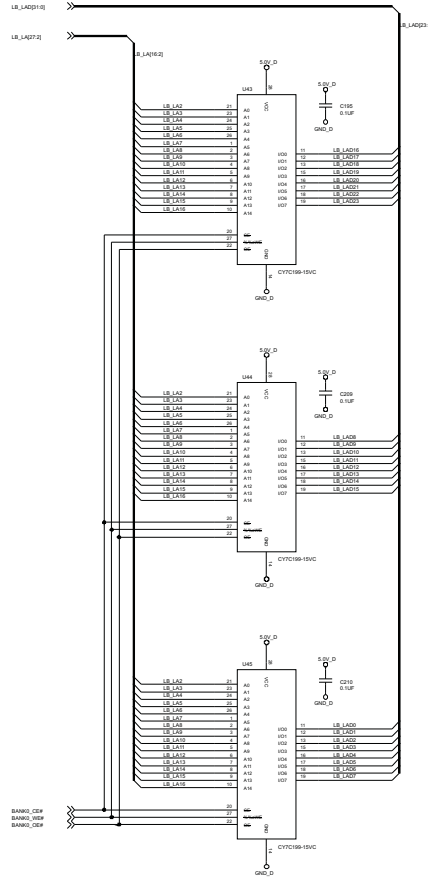 LB_LAD[31:0]
LB_LAD[23:
LB_LA[27:2]
LB_LA[16:2]
5.0V_D
U43
28
VCC
5.0V_D
C195
0.1UF
GND_D
LB_LA2 21 A0
LB_LA3 23 A1
LB_LA4 24 A2
LB_LA5 25 A3
LB_LA6 26 A4
LB_LA7 1 A5
LB_LA8 2 A6 I/O0 11 LB_LAD16
LB_LA9 3 A7 I/O1 12 LB_LAD17
LB_LA10 4 A8 I/O2 13 LB_LAD18
LB_LA11 5 A9 I/O3 15 LB_LAD19
LB_LA12 6 A10 I/O4 16 LB_LAD20
LB_LA13 7 A11 I/O5 17 LB_LAD21
LB_LA14 8 A12 I/O6 18 LB_LAD22
LB_LA15 9 A13 I/O7 19 LB_LAD23
LB_LA16 10 A14
20 CE
27
22 OE
GND
14
CY7C199-15VC
GND_D
5.0V_D
U44
28
VCC
5.0V_D
C209
0.1UF
GND_D
LB_LA2 21 A0
LB_LA3 23 A1
LB_LA4 24 A2
LB_LA5 25 A3
LB_LA6 26 A4
LB_LA7 1 A5
LB_LA8 2 A6 I/O0 11 LB_LAD8
LB_LA9 3 A7 I/O1 12 LB_LAD9
LB_LA10 4 A8 I/O2 13 LB_LAD10
LB_LA11 5 A9 I/O3 15 LB_LAD11
LB_LA12 6 A10 I/O4 16 LB_LAD12
LB_LA13 7 A11 I/O5 17 LB_LAD13
LB_LA14 8 A12 I/O6 18 LB_LAD14
LB_LA15 9 A13 I/O7 19 LB_LAD15
LB_LA16 10 A14
20 CE
27
22 OE
GND
14
CY7C199-15VC
GND_D
5.0V_D
U45
28
VCC
5.0V_D
C210
0.1UF
GND_D
LB_LA2 21 A0
LB_LA3 23 A1
LB_LA4 24 A2
LB_LA5 25 A3
LB_LA6 26 A4
LB_LA7 1 A5
LB_LA8 2 A6 I/O0 11 LB_LAD0
LB_LA9 3 A7 I/O1 12 LB_LAD1
LB_LA10 4 A8 I/O2 13 LB_LAD2
LB_LA11 5 A9 I/O3 15 LB_LAD3
LB_LA12 6 A10 I/O4 16 LB_LAD4
LB_LA13 7 A11 I/O5 17 LB_LAD5
LB_LA14 8 A12 I/O6 18 LB_LAD6
LB_LA15 9 A13 I/O7 19 LB_LAD7
LB_LA16 10 A14
BANK0_CE# 20 CE
BANK0_WE# 27
BANK0_OE# 22 OE
GND
14
CY7C199-15VC
GND_D